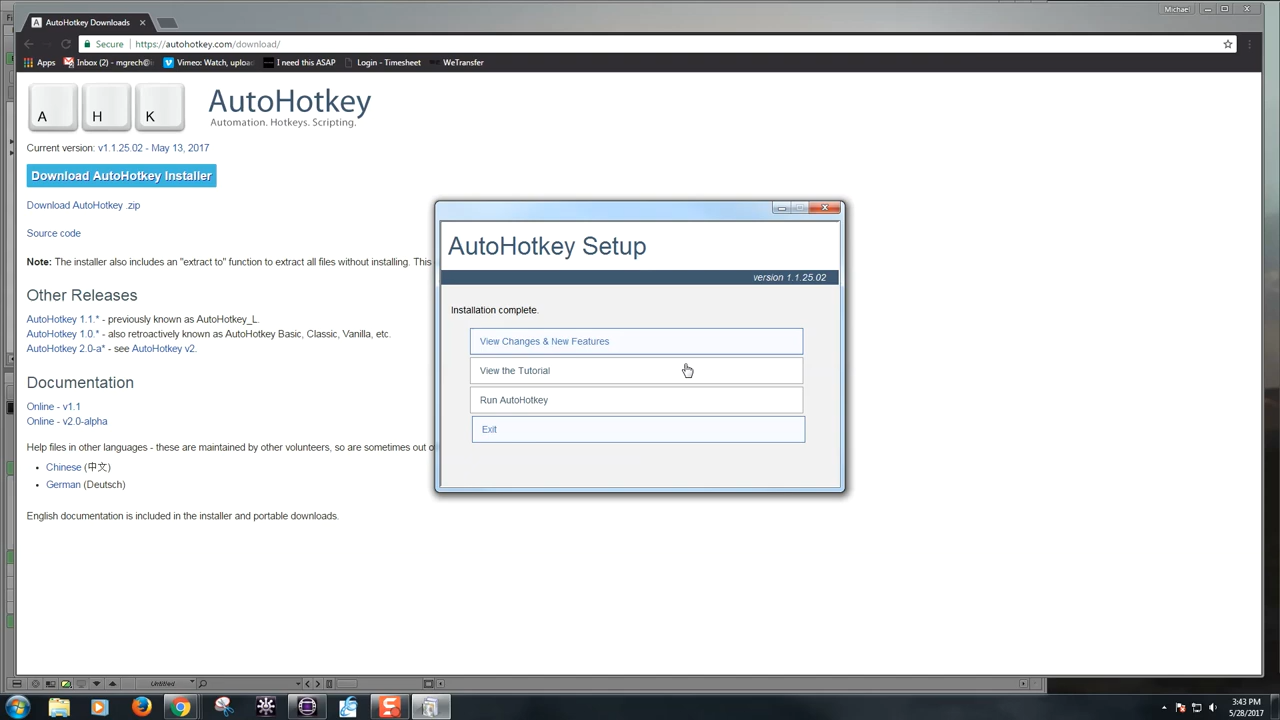 Michael
AutoHotkey Downloads
Secure
https://autohotkey.com/download/
Apps
Inbox (2) - mgrech@i
Vimeo: Watch, upload
I need this ASAP
Login - Timesheet
WeTransfer
A H K
AutoHotkey
Automation. Hotkeys. Scripting.
Current version: v1.1.25.02 - May 13, 2017
Download AutoHotkey Installer
Download AutoHotkey .zip
Source code
Note: The installer also includes an "extract to" function to extract all files without installing. This
Other Releases
AutoHotkey 1.1.* - previously known as AutoHotkey_L.
AutoHotkey 1.0.* - also retroactively known as AutoHotkey Basic, Classic, Vanilla, etc.
AutoHotkey 2.0-a* - see AutoHotkey v2.
Documentation
Online - v1.1
Online - v2.0-alpha
Help files in other languages - these are maintained by other volunteers, so are sometimes out o
• Chinese (中文)
• German (Deutsch)
English documentation is included in the installer and portable downloads.
AutoHotkey Setup
version 1.1.25.02
Installation complete.
View Changes & New Features
View the Tutorial
Run AutoHotkey
Exit
Untitled
3:43 PM
5/28/2017